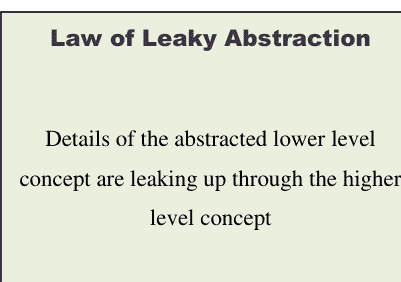 Law of Leaky Abstraction
Details of the abstracted lower level
concept are leaking up through the higher
level concept